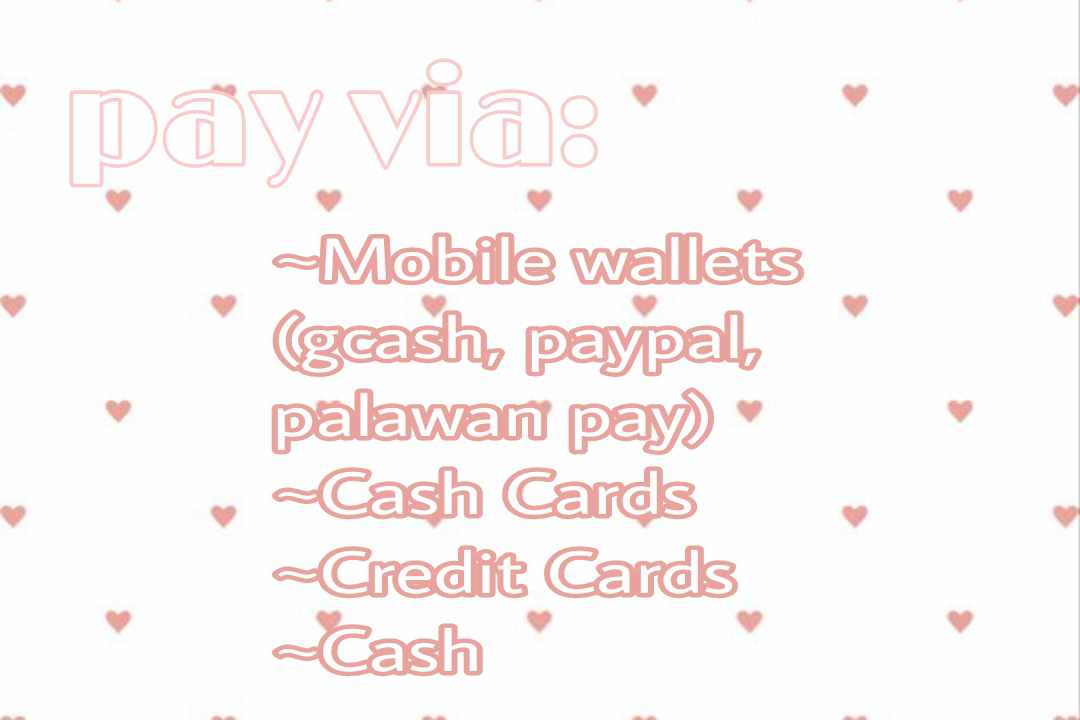 pay via:
~Mobile wallets
(gcash, paypal,
palawan pay)
~Cash Cards
~Credit Cards
~Cash